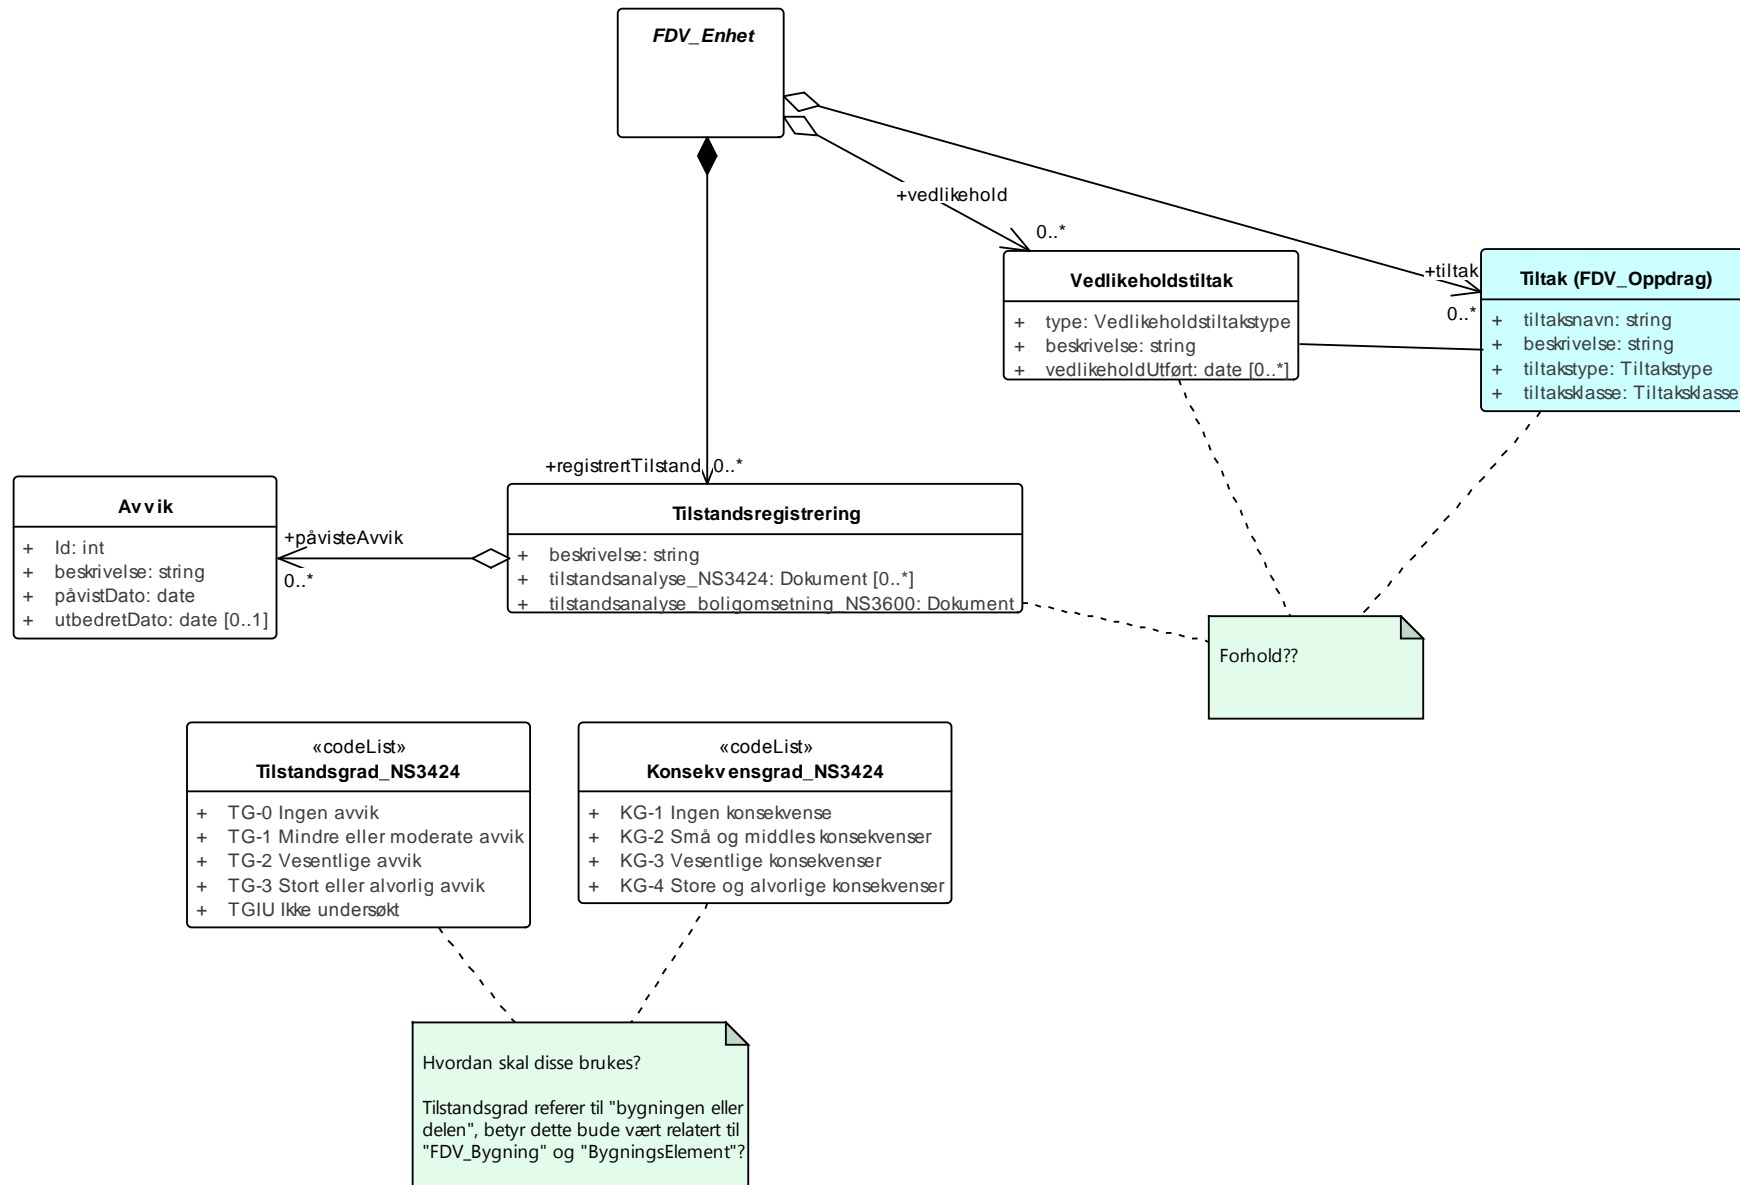 FDV_Enhet
+vedlikehold
0..*
+tiltak
0..*
Vedlikeholdstiltak
+ type: Vedlikeholdstiltakstype
+ beskrivelse: string
+ vedlikeholdUtført: date [0..*]
Tiltak (FDV_Oppdrag)
+ tiltaksnavn: string
+ beskrivelse: string
+ tiltakstype: Tiltakstype
+ tiltaksklasse: Tiltaksklasse
+registrertTilstand
0..*
Avvik
+ Id: int
+ beskrivelse: string
+ påvistDato: date
+ utbedretDato: date [0..1]
+påvisteAvvik
0..*
Tilstandsregistrering
+ beskrivelse: string
+ tilstandsanalyse_NS3424: Dokument [0..*]
+ tilstandsanalyse_boligomsetning_NS3600: Dokument
Forhold??
«codeList»
Tilstandsgrad_NS3424
+ TG-0 Ingen avvik
+ TG-1 Mindre eller moderate avvik
+ TG-2 Vesentlige avvik
+ TG-3 Stort eller alvorlig avvik
+ TGIU Ikke undersøkt
«codeList»
Konsekvensgrad_NS3424
+ KG-1 Ingen konsekvense
+ KG-2 Små og middles konsekvenser
+ KG-3 Vesentlige konsekvenser
+ KG-4 Store og alvorlige konsekvenser
Hvordan skal disse brukes?
Tilstandsgrad referer til "bygningen eller
delen", betyr dette bude vært relatert til
"FDV_Bygning" og "BygningsElement"?